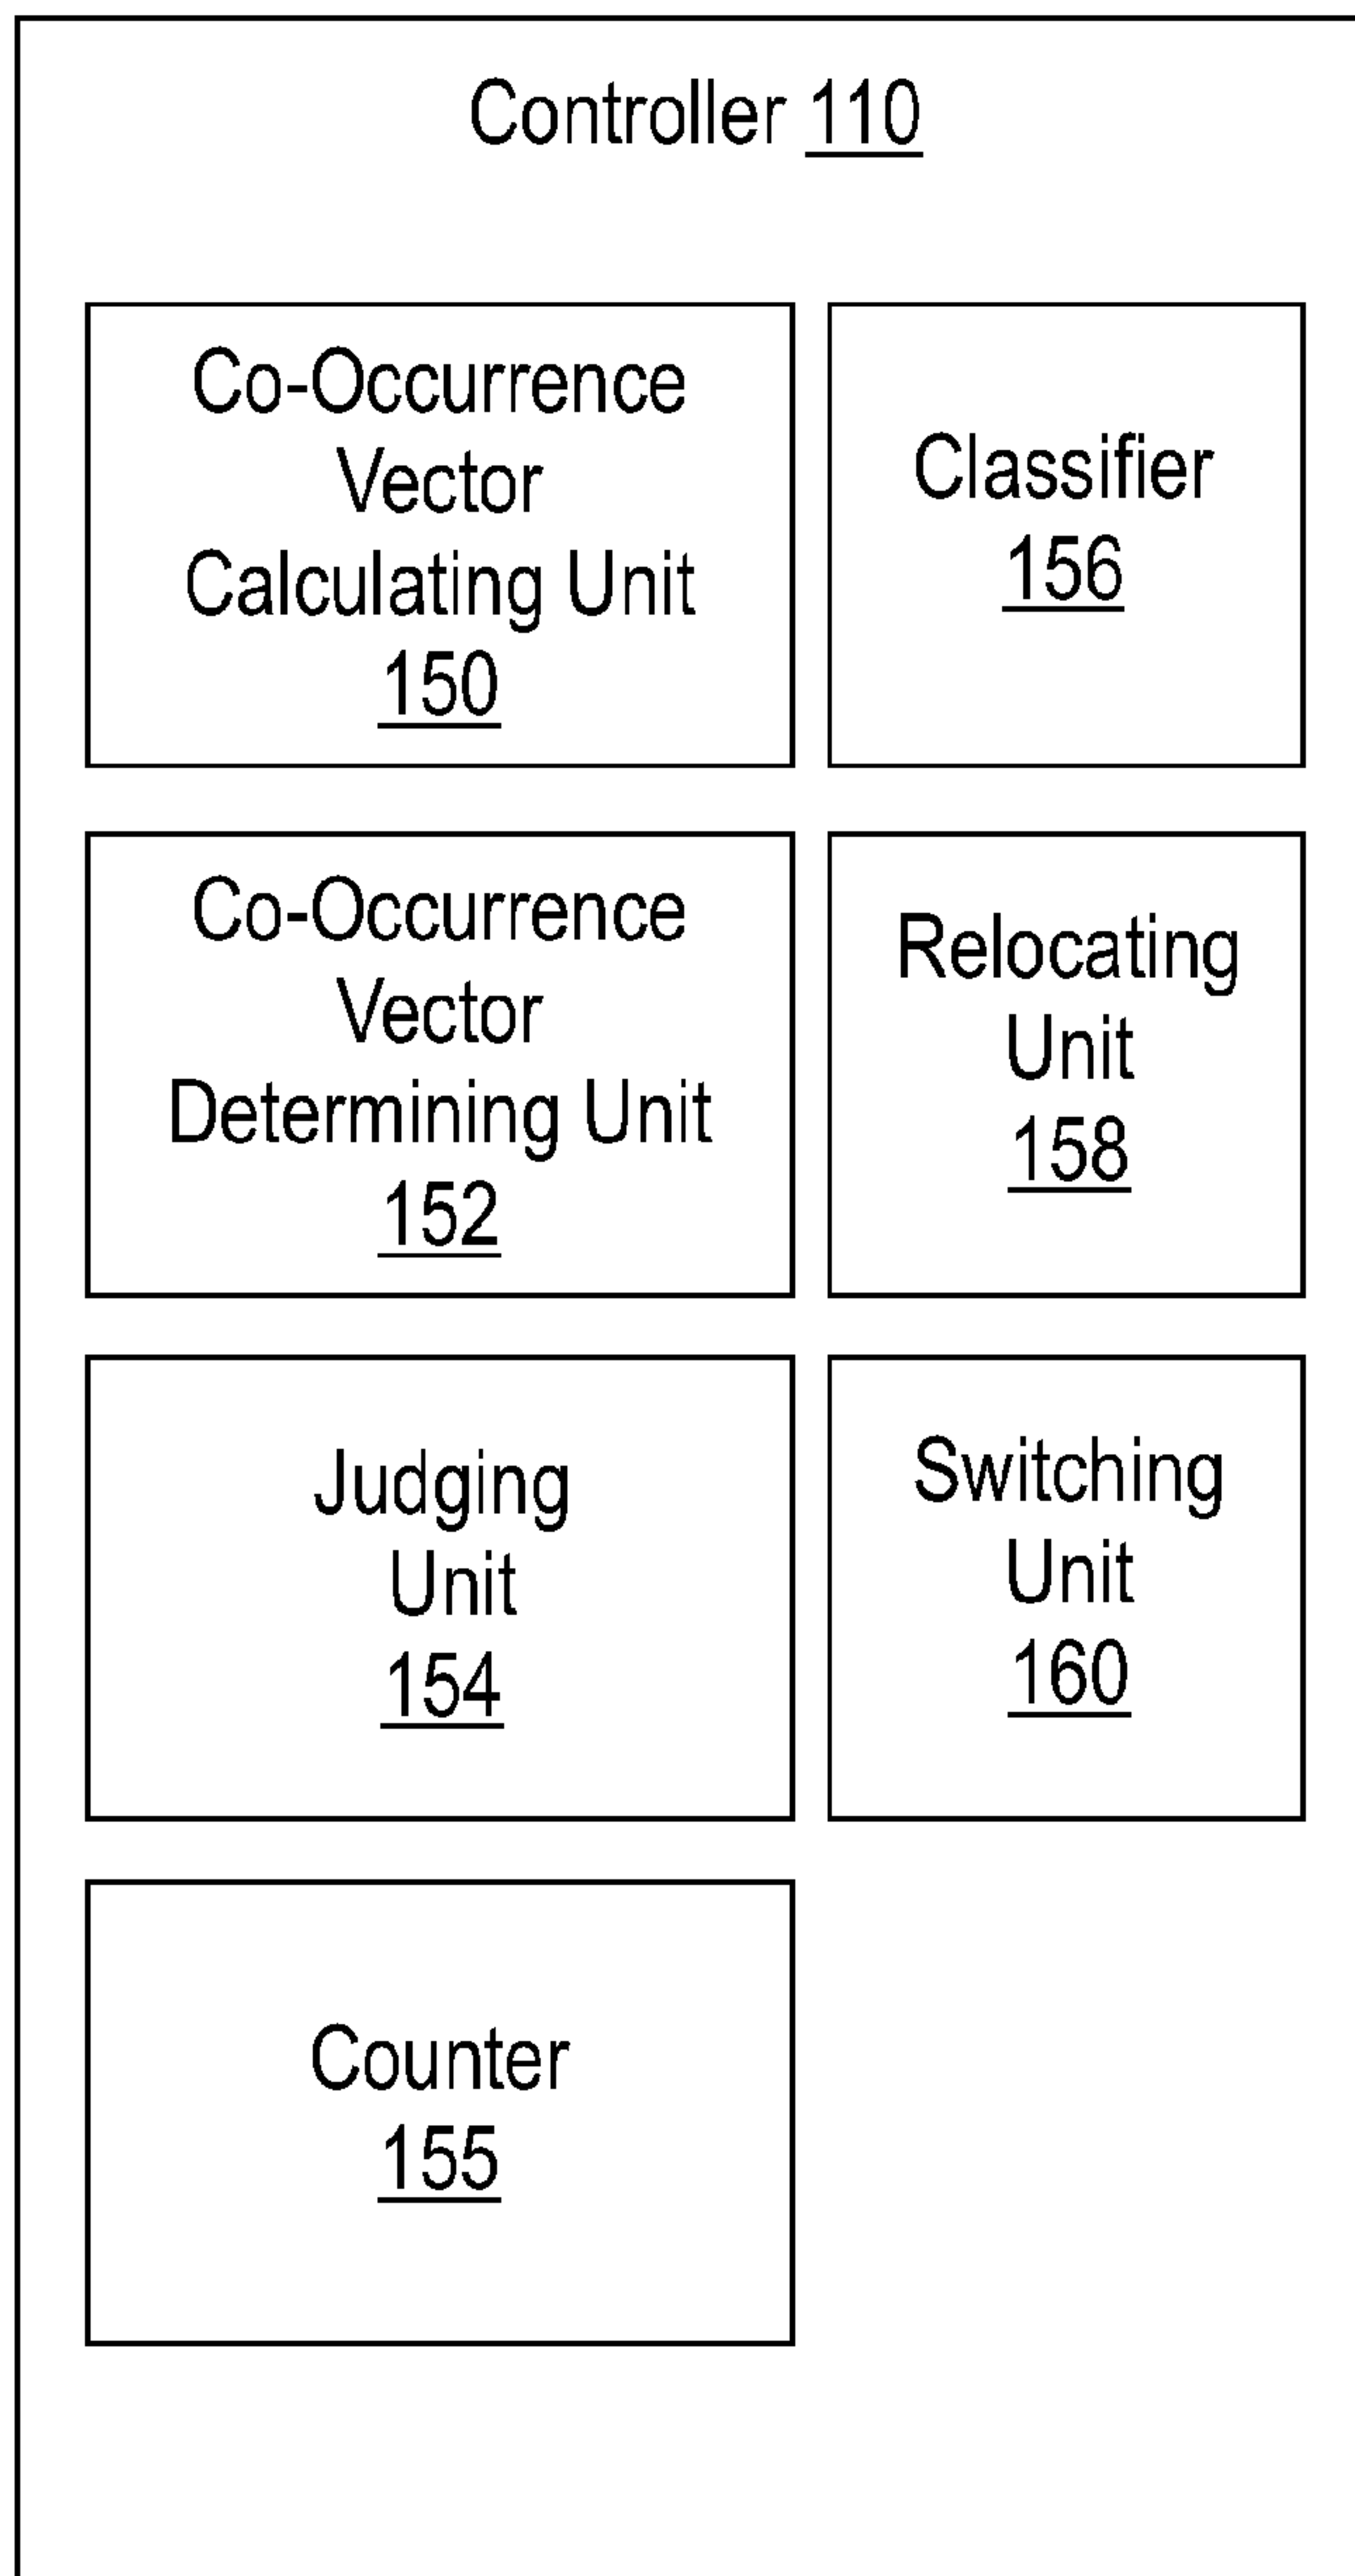 Controller 110
Co-Occurrence
Vector
Calculating Unit
150
Classifier
156
Co-Occurrence
Vector
Determining Unit
152
Relocating
Unit
158
Judging
Unit
154
Switching
Unit
160
Counter
155